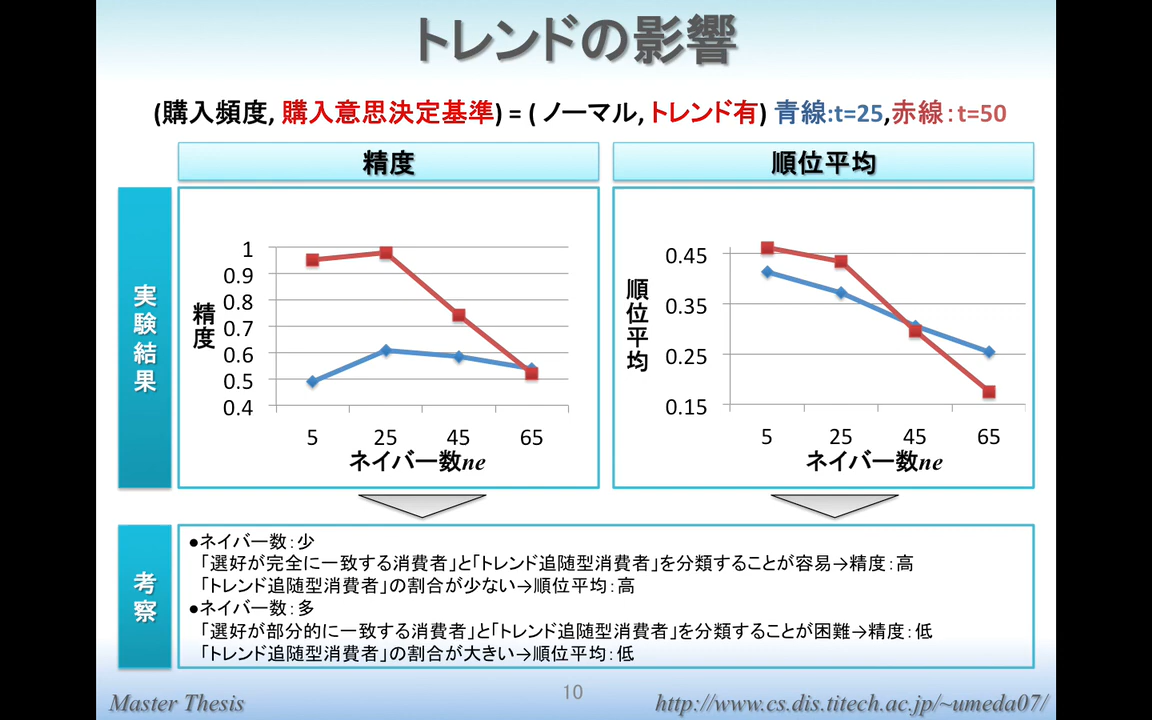 トレンドの影響
(購入頻度, 購入意思決定基準) = ( ノーマル, トレンド有) 青線:t=25,赤線:t=50
精度
順位平均
実験結果
1
0.9
0.8
0.7
0.6
0.5
0.4
精度
5 25 45 65
ネイバー数ne
0.45
0.35
0.25
0.15
順位平均
5 25 45 65
ネイバー数ne
考察
●ネイバー数:少
「選好が完全に一致する消費者」と「トレンド追随型消費者」を分類することが容易→精度:高
「トレンド追随型消費者」の割合が少ない→順位平均:高
●ネイバー数:多
「選好が部分的に一致する消費者」と「トレンド追随型消費者」を分類することが困難→精度:低
「トレンド追随型消費者」の割合が大きい→順位平均:低
Master Thesis
10
http://www.cs.dis.titech.ac.jp/~umeda07/